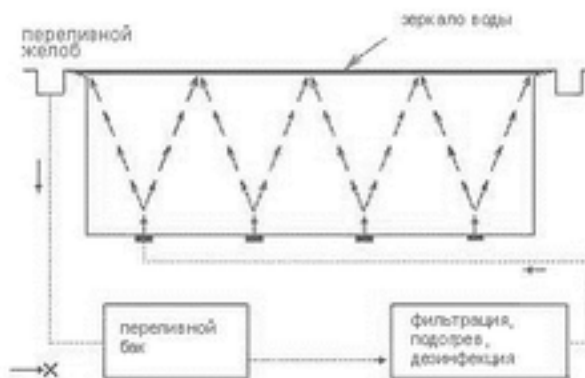 зеркало воды
переливной
желоб
переливной
бак
фильтрация,
подогрев,
дезинфекция